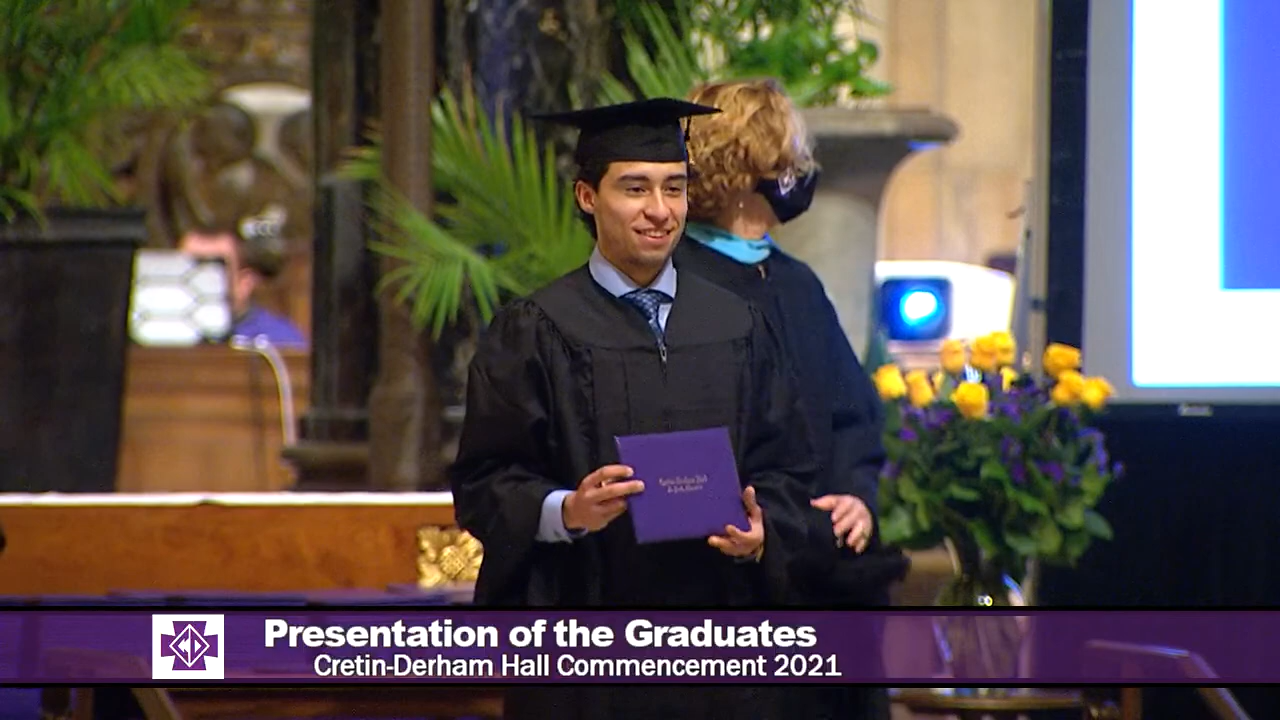 Presentation of the Graduates
Cretin-Derham Hall Commencement 2021